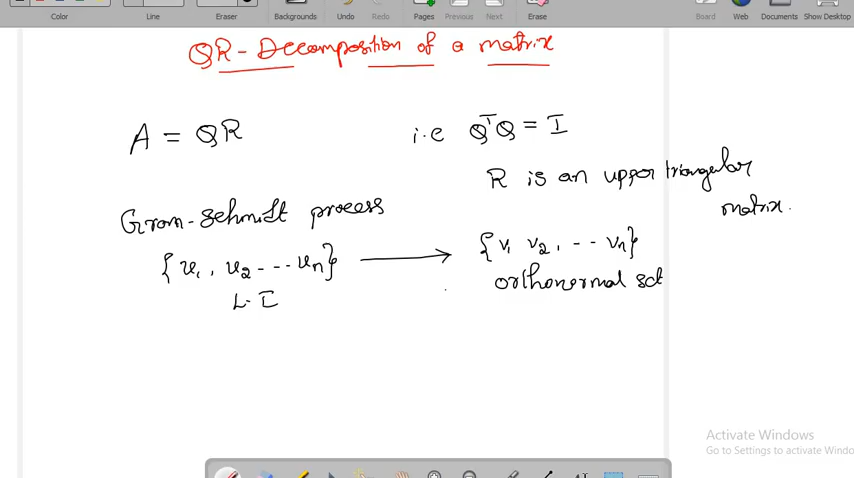 Color Line Eraser Backgrounds Undo Redo Pages Previous Next Erase Board Web Documents Show Desktop
QR-Decomposition of a matrix
A = QR i.e QᵀQ = I
R is an upper triangular
matrix.
Gram-Schmidt process
{u₁, u₂ --- uₙ} → {v₁ v₂, --- vₙ}
L.I orthonormal set
Activate Windows
Go to Settings to activate Windo